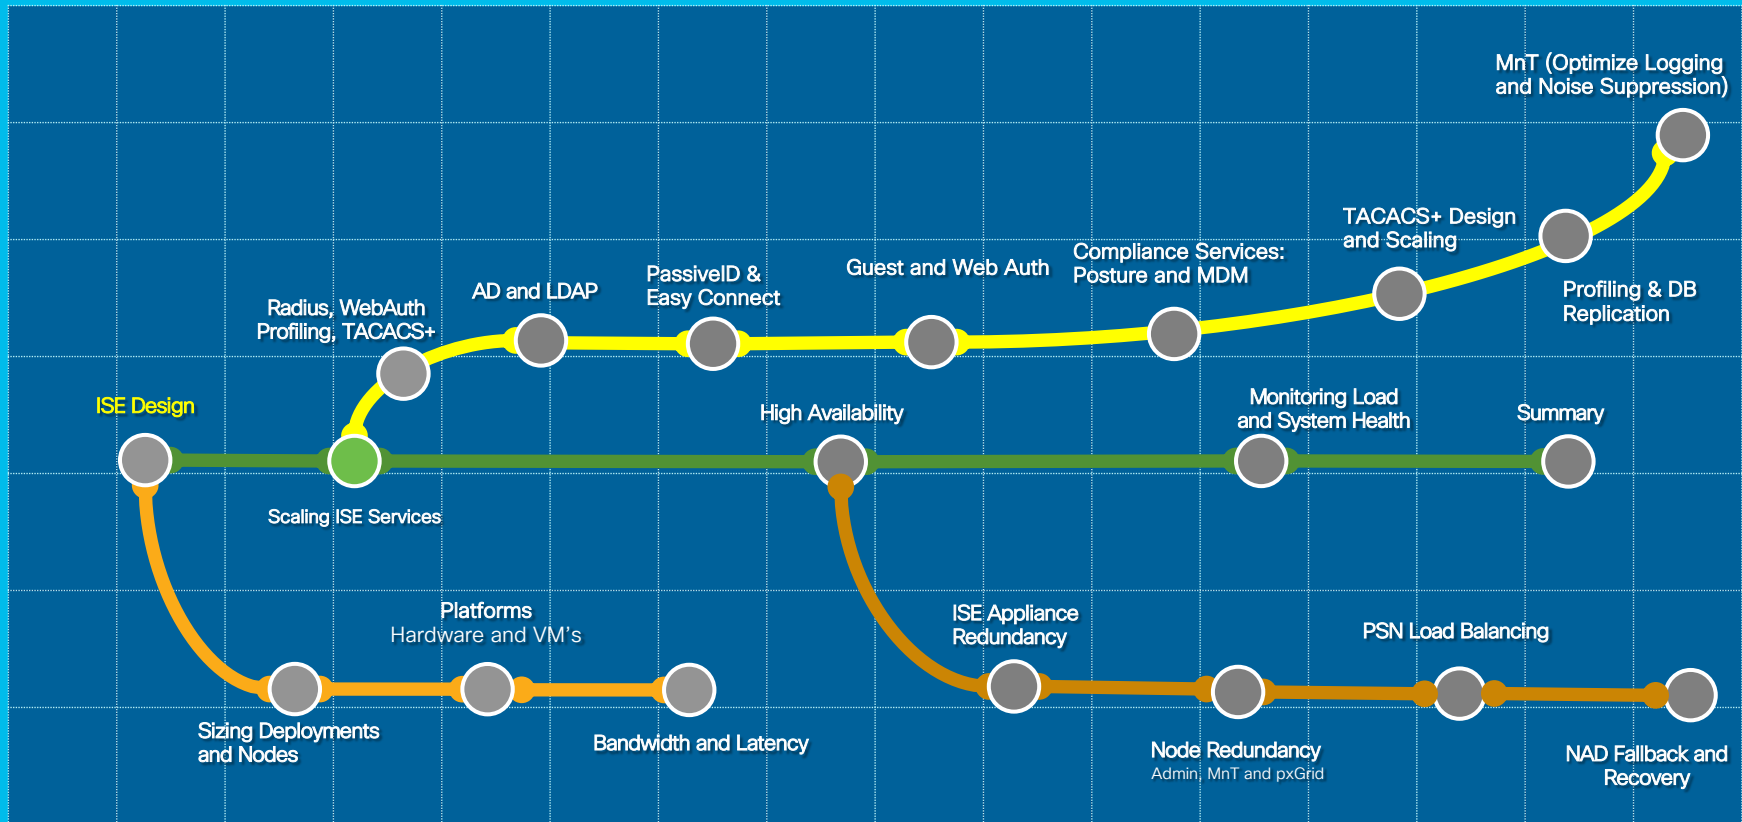 MnT (Optimize Logging
and Noise Suppression)
TACACS+ Design
and Scaling
Compliance Services:
Posture and MDM
Guest and Web Auth
PassiveID &
Easy Connect
AD and LDAP
Radius, WebAuth
Profiling, TACACS+
Profiling & DB
Replication
ISE Design
High Availability
Monitoring Load
and System Health
Summary
Scaling ISE Services
Platforms
Hardware and VM's
ISE Appliance
Redundancy
PSN Load Balancing
Sizing Deployments
and Nodes
Bandwidth and Latency
Node Redundancy
Admin, MnT and pxGrid
NAD Fallback and
Recovery